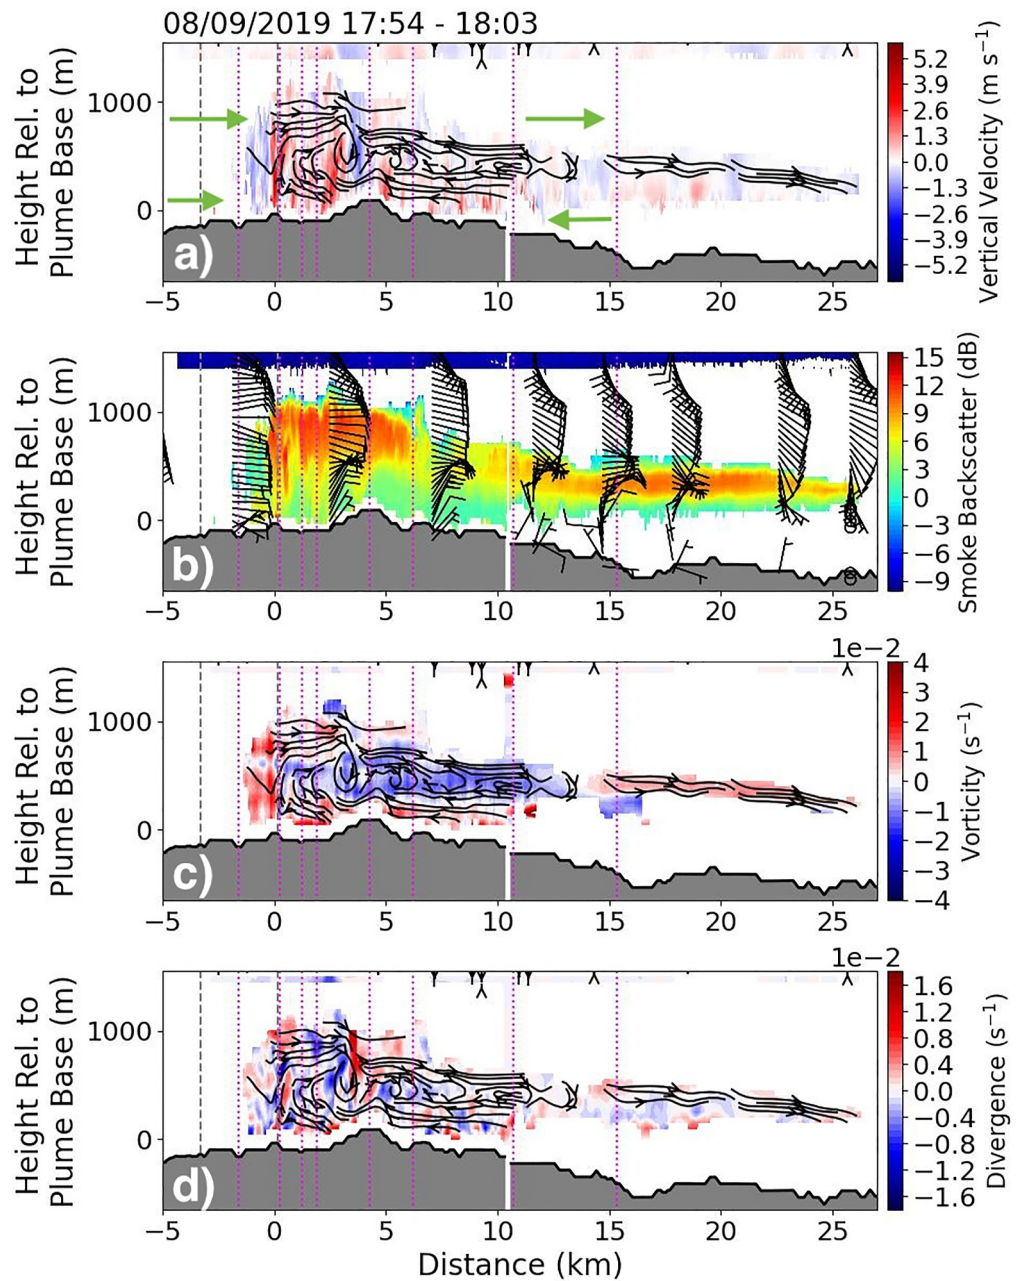 08/09/2019 17:54 - 18:03
Height Rel. to
Plume Base (m)
1000
0
a)
−5 0 5 10 15 20 25
5.2
3.9
2.6
1.3
0.0
−1.3
−2.6
−3.9
−5.2
Vertical Velocity (m s⁻¹)
Height Rel. to
Plume Base (m)
1000
0
b)
−5 0 5 10 15 20 25
15
12
9
6
3
0
−3
−6
−9
Smoke Backscatter (dB)
Height Rel. to
Plume Base (m)
1000
0
c)
−5 0 5 10 15 20 25
1e-2
4
3
2
1
0
−1
−2
−3
−4
Vorticity (s⁻¹)
Height Rel. to
Plume Base (m)
1000
0
d)
−5 0 5 10 15 20 25
Distance (km)
1e-2
1.6
1.2
0.8
0.4
0.0
−0.4
−0.8
−1.2
−1.6
Divergence (s⁻¹)